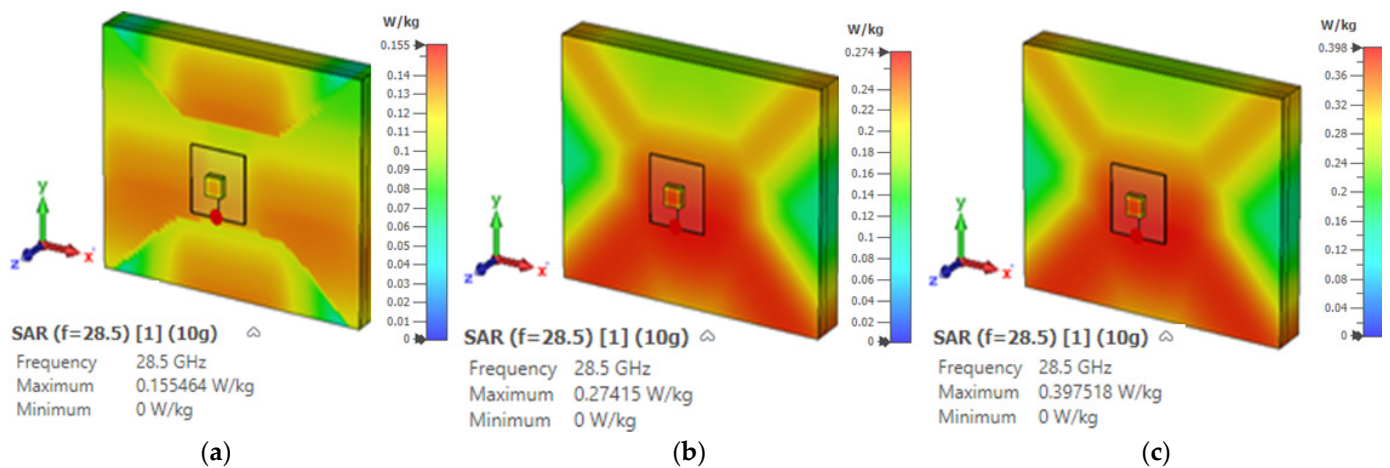 W/kg
0.155
0.14
0.13
0.12
0.11
0.1
0.09
0.08
0.07
0.06
0.05
0.04
0.03
0.02
0.01
0
y
x
z
SAR (f=28.5) [1] (10g)
Frequency 28.5 GHz
Maximum 0.155464 W/kg
Minimum 0 W/kg
(a)
W/kg
0.274
0.24
0.22
0.2
0.18
0.16
0.14
0.12
0.1
0.08
0.06
0.04
0.02
0
y
x
z
SAR (f=28.5) [1] (10g)
Frequency 28.5 GHz
Maximum 0.27415 W/kg
Minimum 0 W/kg
(b)
W/kg
0.398
0.36
0.32
0.28
0.24
0.2
0.16
0.12
0.08
0.04
0
y
x
z
SAR (f=28.5) [1] (10g)
Frequency 28.5 GHz
Maximum 0.397518 W/kg
Minimum 0 W/kg
(c)